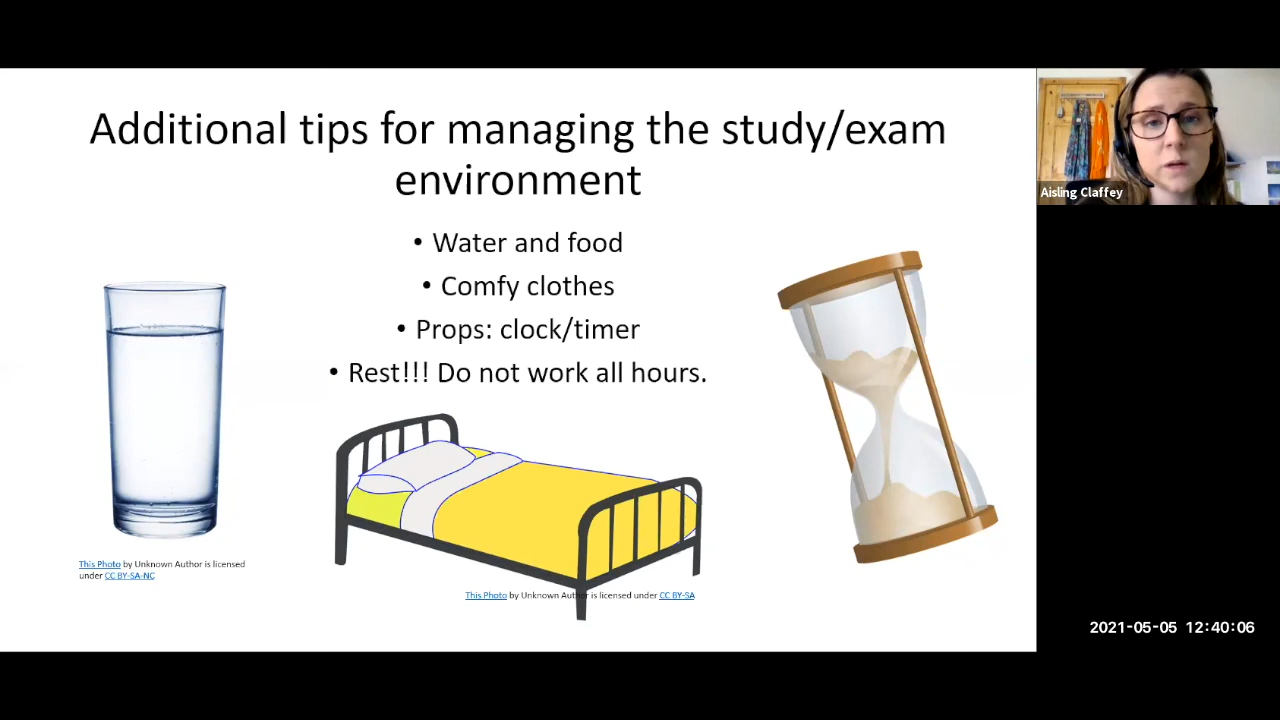 Additional tips for managing the study/exam
environment
• Water and food
• Comfy clothes
• Props: clock/timer
• Rest!!! Do not work all hours.
This Photo by Unknown Author is licensed
under CC BY-SA-NC
This Photo by Unknown Author is licensed under CC BY-SA
Aisling Claffey
2021-05-05 12:40:06